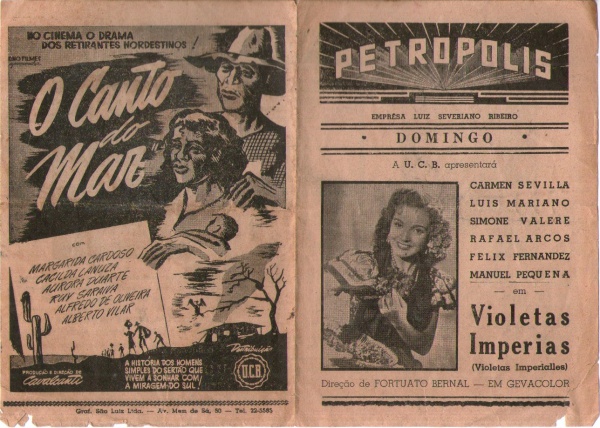 NO CINEMA O DRAMA
DOS RETIRANTES NORDESTINOS!
O Canto
do
Mar
com
MARGARIDA CARDOSO
CACILDA LANUZA
AURORA DUARTE
RUY SARAIVA
ALFREDO DE OLIVEIRA
ALBERTO VILAR
PRODUÇÃO E DIREÇÃO DE
Cavalcanti
A HISTORIA DOS HOMENS
SIMPLES DO SERTÃO QUE
VIVEM A SONHAR COM
A MIRAGEM DO SUL!
Distribuição
U.C.B
Graf. São Luiz Ltda. — Av. Mem de Sá, 50 — Tel. 22-5585
PETROPOLIS
EMPRÊSA LUIZ SEVERIANO RIBEIRO
• DOMINGO •
A U. C. B. apresentará
CARMEN SEVILLA
LUIS MARIANO
SIMONE VALERE
RAFAEL ARCOS
FELIX FERNANDEZ
MANUEL PEQUENA
— em —
Violetas
Imperias
(Violetas Imperialles)
Direção de FORTUATO BERNAL — EM GEVACOLOR